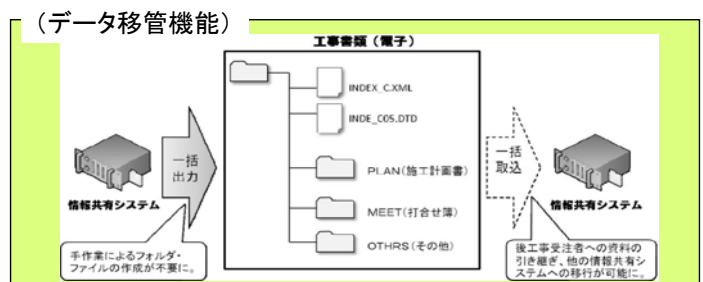 （データ移管機能）
工事書類（電子）
INDEX_C.XML
INDE_C05.DTD
一括
出力
PLAN(施工計画書)
一括
取込
情報共有システム
MEET(打合せ簿)
情報共有システム
OTHRS(その他)
手作業によるフォルダ・
ファイルの作成が不要に。
後工事受注者への資料の
引き継ぎ、他の情報共有シ
ステムへの移行が可能に。